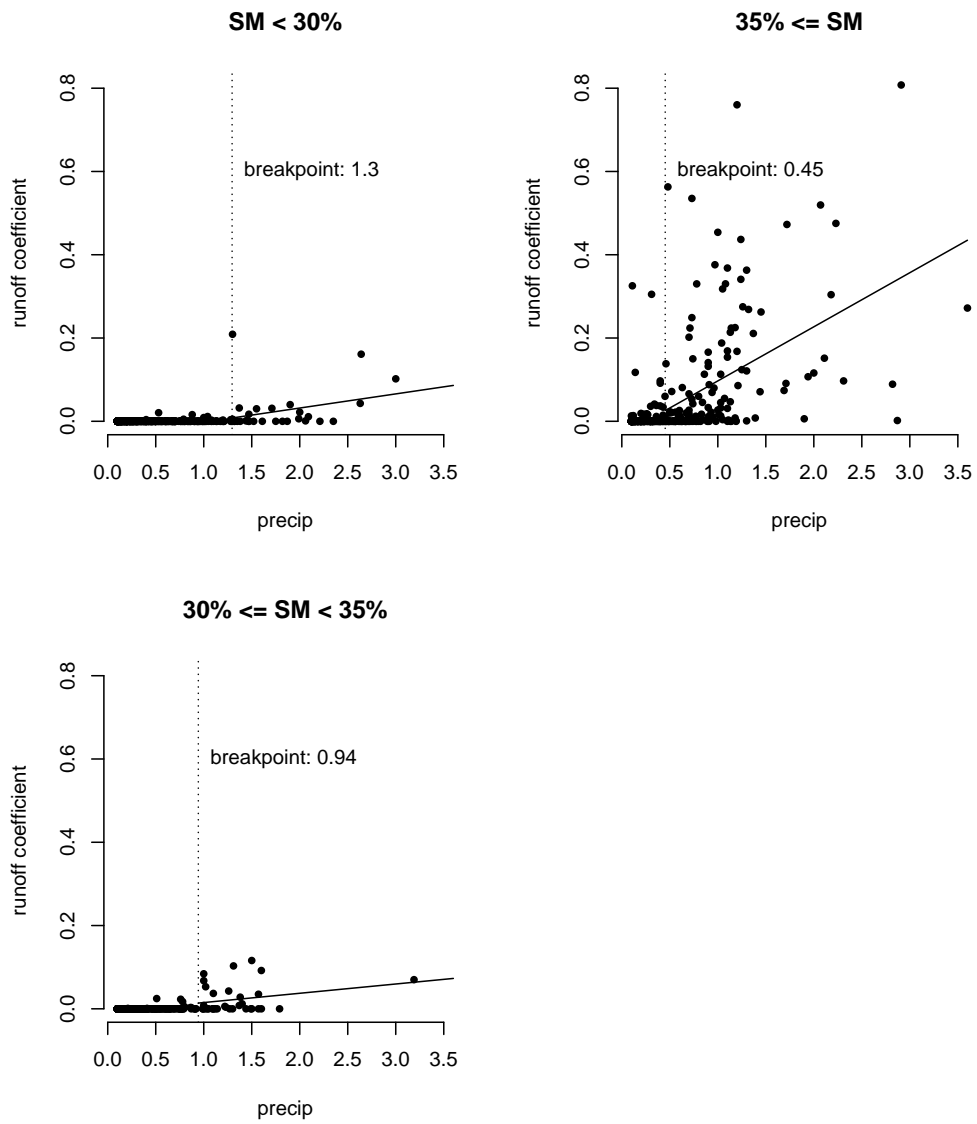 SM < 30%
0.8
0.6
0.4
0.2
0.0
runoff coefficient
breakpoint: 1.3
0.0 0.5 1.0 1.5 2.0 2.5 3.0 3.5
precip
35% <= SM
0.8
0.6
0.4
0.2
0.0
runoff coefficient
breakpoint: 0.45
0.0 0.5 1.0 1.5 2.0 2.5 3.0 3.5
precip
30% <= SM < 35%
0.8
0.6
0.4
0.2
0.0
runoff coefficient
breakpoint: 0.94
0.0 0.5 1.0 1.5 2.0 2.5 3.0 3.5
precip